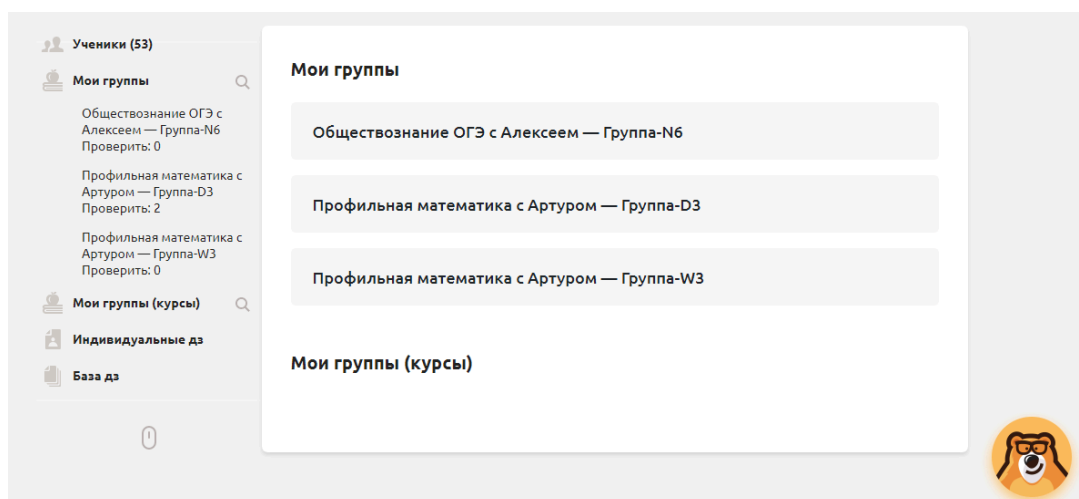 Ученики (53)
Мои группы
Обществознание ОГЭ с
Алексеем — Группа-N6
Проверить: 0
Профильная математика с
Артуром — Группа-D3
Проверить: 2
Профильная математика с
Артуром — Группа-W3
Проверить: 0
Мои группы (курсы)
Индивидуальные дз
База дз
Мои группы
Обществознание ОГЭ с Алексеем — Группа-N6
Профильная математика с Артуром — Группа-D3
Профильная математика с Артуром — Группа-W3
Мои группы (курсы)